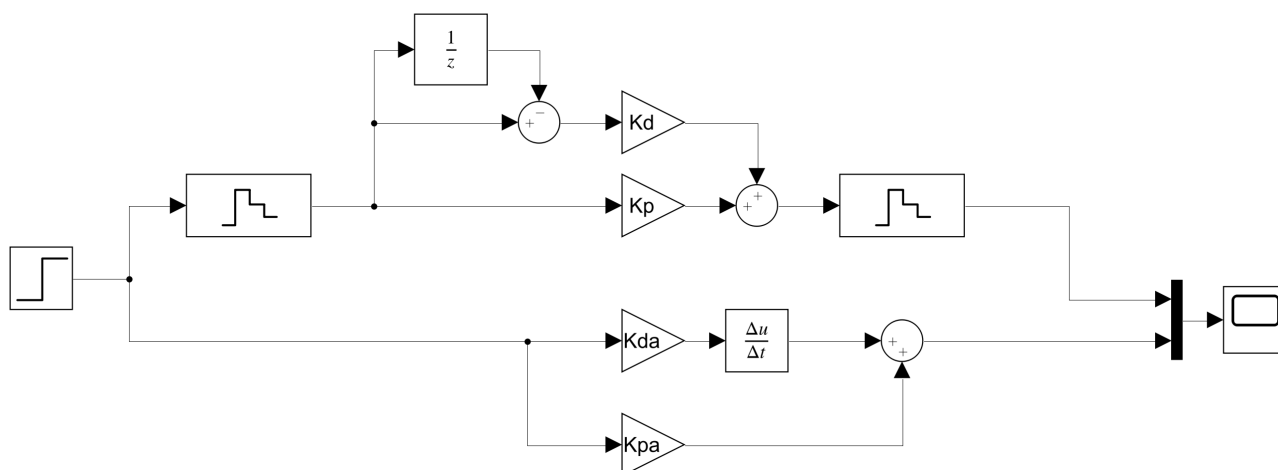 1
z
+ −
Kd
Kp
+ +
Kda
Δu
Δt
+ +
Kpa